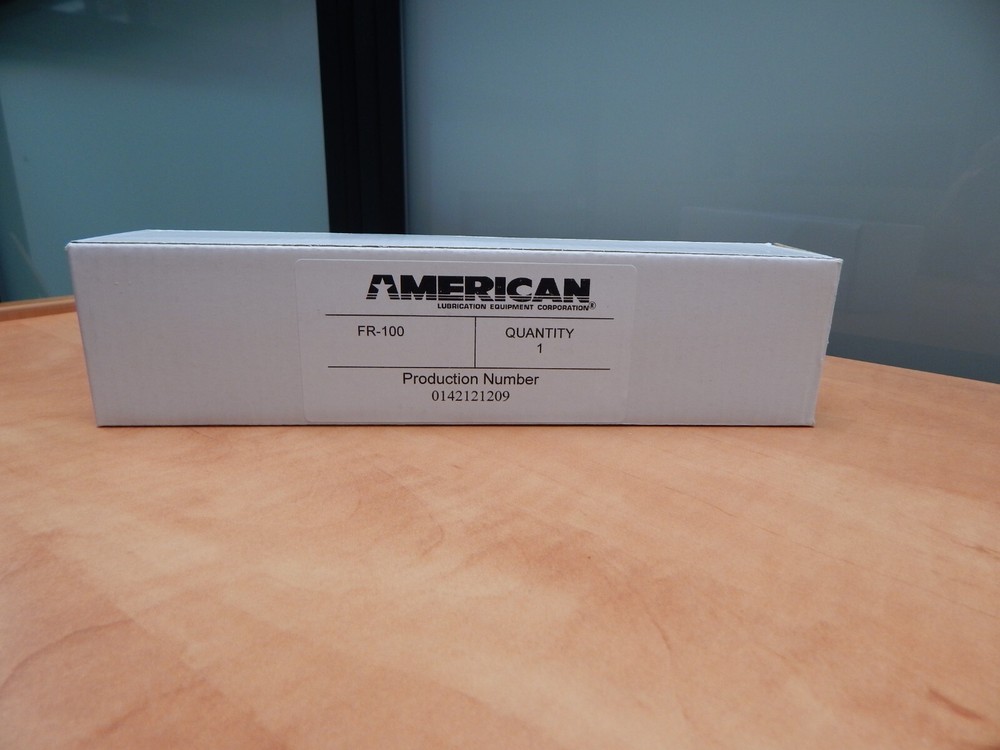 AMERICAN
LUBRICATION EQUIPMENT CORPORATION®
FR-100
QUANTITY
1
Production Number
0142121209